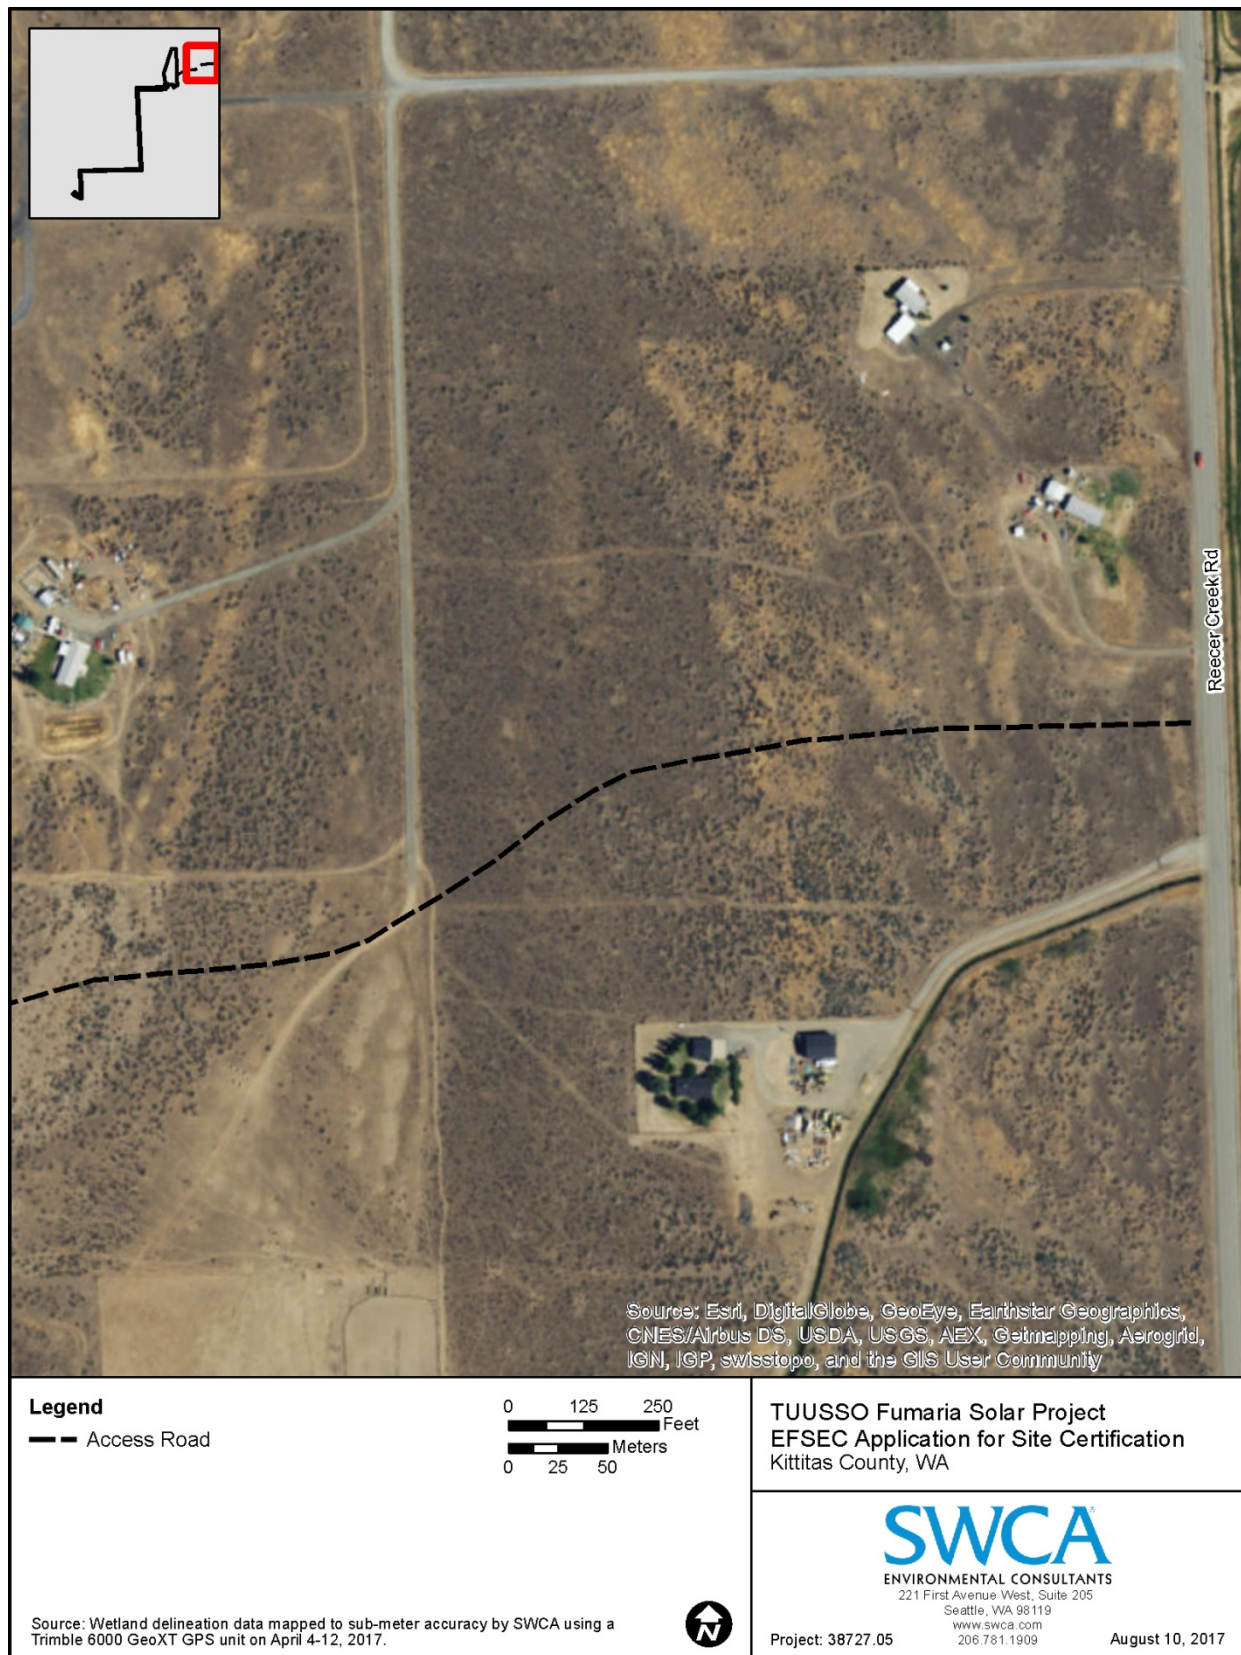 Reecer Creek Rd
Source: Esri, DigitalGlobe, GeoEye, Earthstar Geographics,
CNES/Airbus DS, USDA, USGS, AEX, Getmapping, Aerogrid,
IGN, IGP, swisstopo, and the GIS User Community
Legend
Access Road
0 125 250
Feet
Meters
0 25 50
Source: Wetland delineation data mapped to sub-meter accuracy by SWCA using a
Trimble 6000 GeoXT GPS unit on April 4-12, 2017.
N
TUUSSO Fumaria Solar Project
EFSEC Application for Site Certification
Kittitas County, WA
SWCA®
ENVIRONMENTAL CONSULTANTS
221 First Avenue West, Suite 205
Seattle, WA 98119
www.swca.com
206.781.1909
Project: 38727.05
August 10, 2017